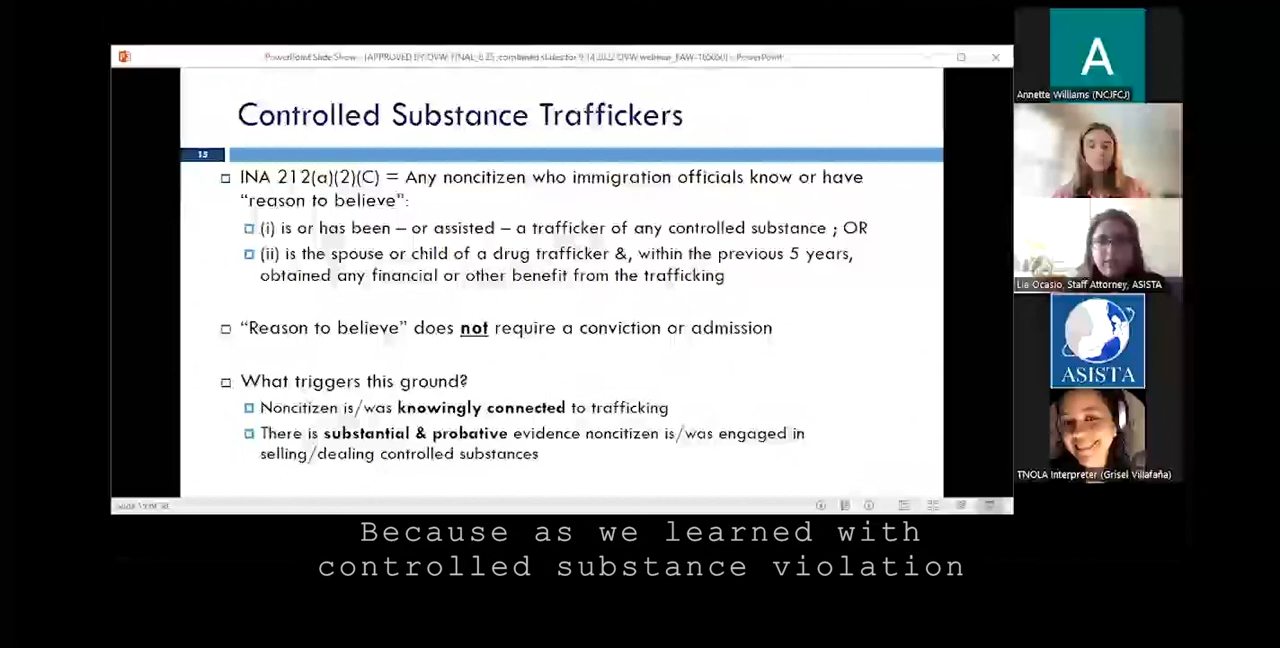 Controlled Substance Traffickers
15
INA 212(a)(2)(C) = Any noncitizen who immigration officials know or have
“reason to believe”:
(i) is or has been – or assisted – a trafficker of any controlled substance ; OR
(ii) is the spouse or child of a drug trafficker &, within the previous 5 years,
obtained any financial or other benefit from the trafficking
“Reason to believe” does not require a conviction or admission
What triggers this ground?
Noncitizen is/was knowingly connected to trafficking
There is substantial & probative evidence noncitizen is/was engaged in
selling/dealing controlled substances
A
Annette Williams (NCJFCJ)
Lia Ocasio, Staff Attorney, ASISTA
ASISTA
TNOLA Interpreter (Grisel Villafaña)
Because as we learned with
controlled substance violation